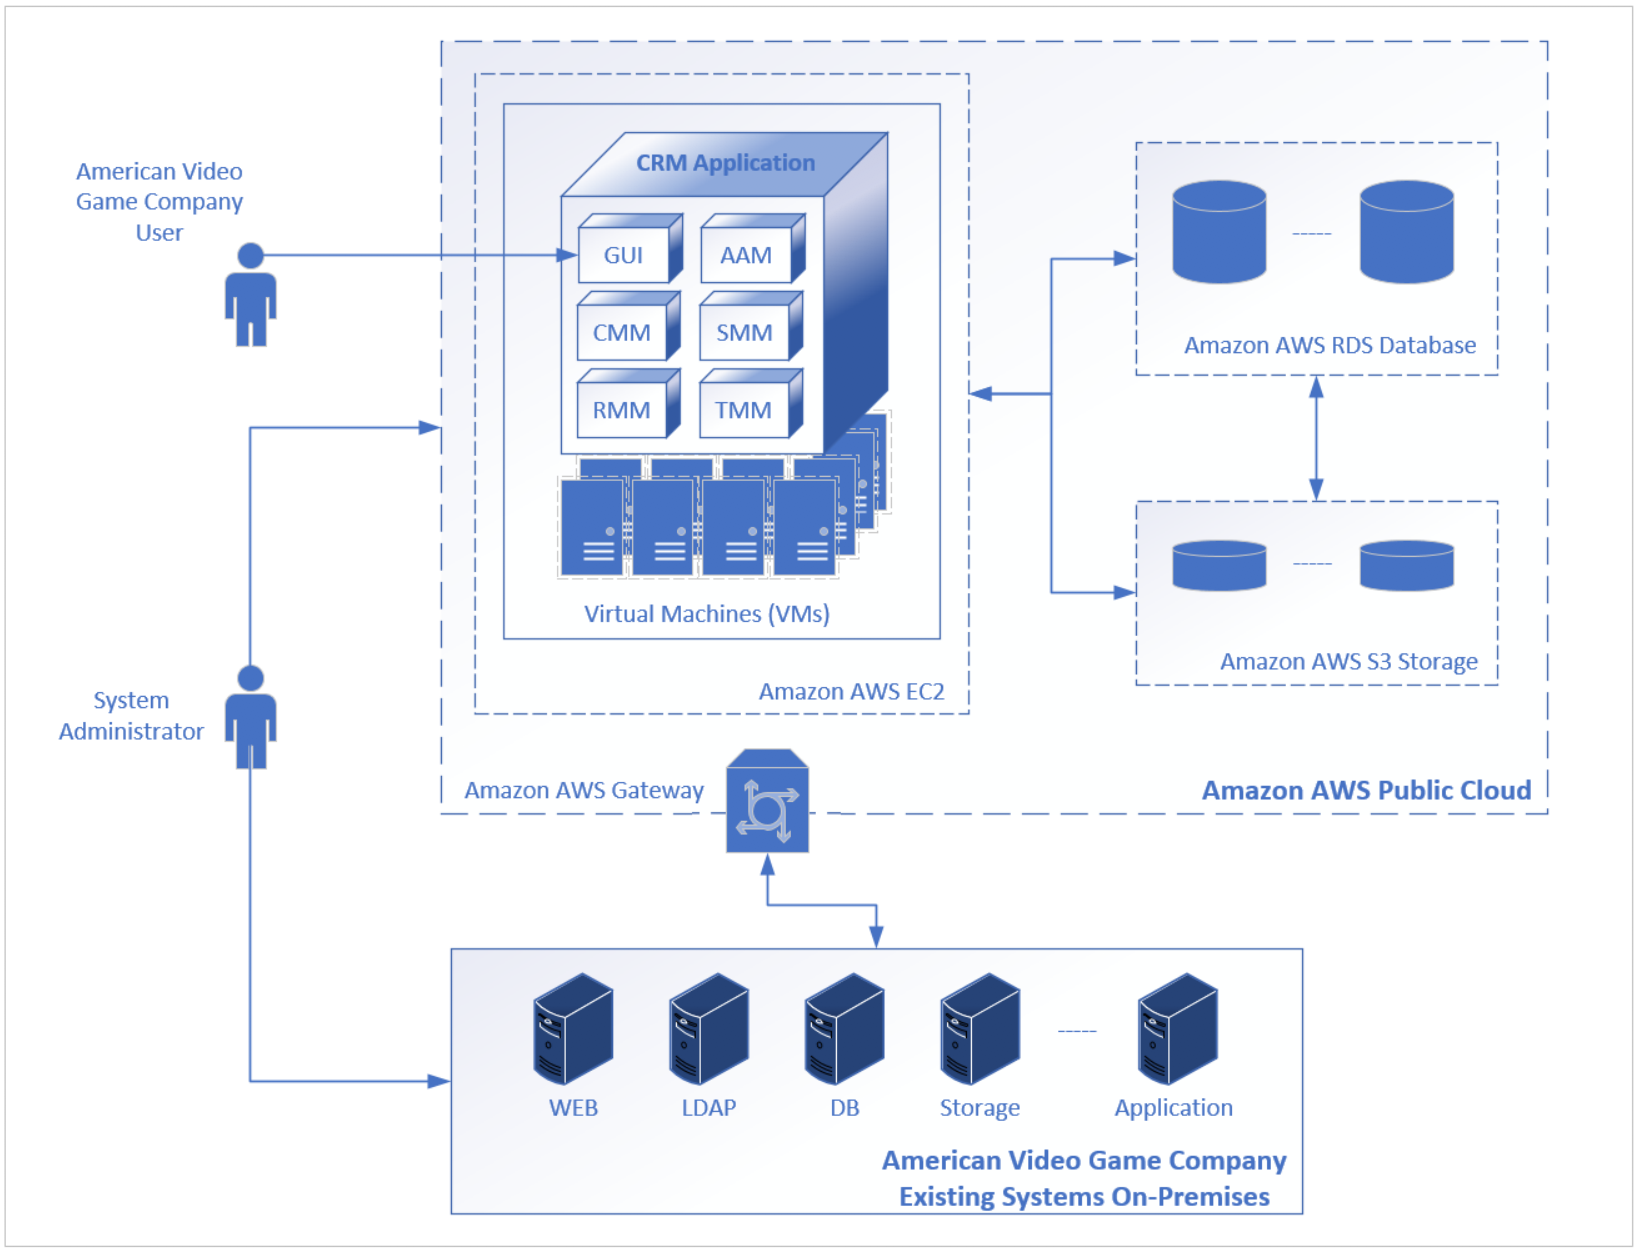 American Video
Game Company
User
CRM Application
GUI
AAM
CMM
SMM
RMM
TMM
Virtual Machines (VMs)
Amazon AWS EC2
Amazon AWS RDS Database
Amazon AWS S3 Storage
System
Administrator
Amazon AWS Gateway
Amazon AWS Public Cloud
WEB
LDAP
DB
Storage
Application
American Video Game Company
Existing Systems On-Premises